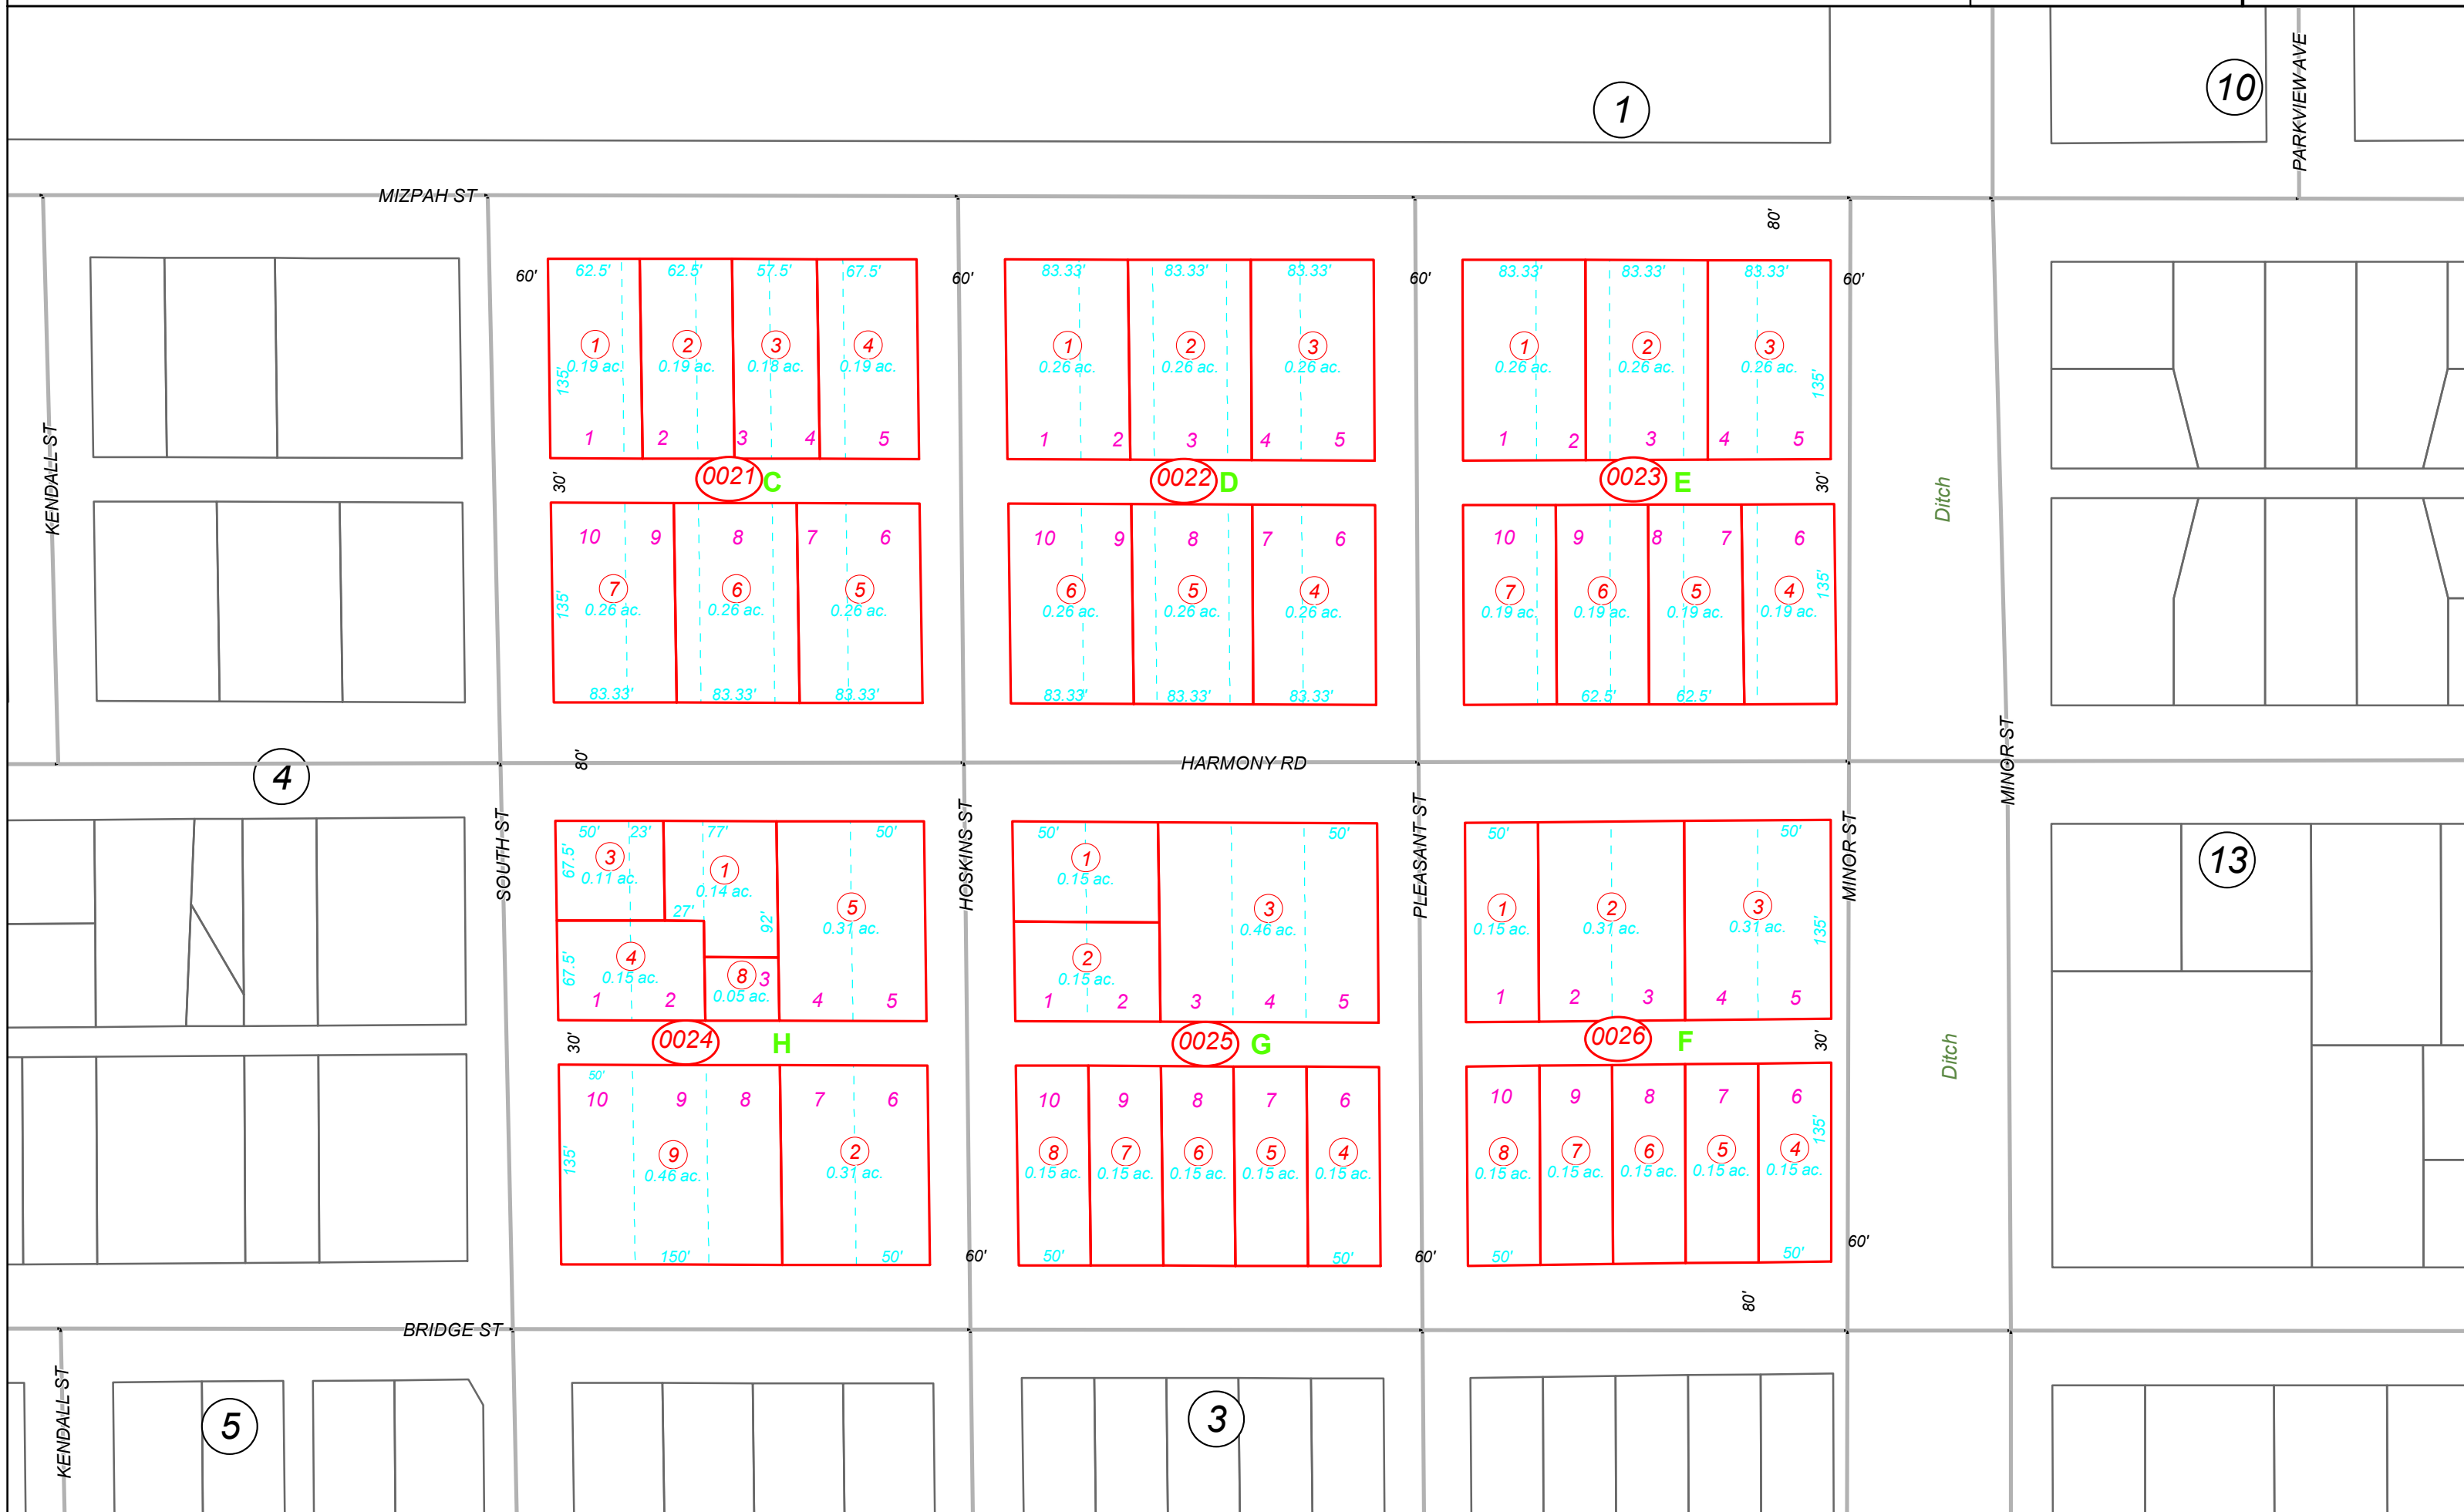 1
10
PARKVIEW AVE
MIZPAH ST
80'
60'
62.5'
62.5'
57.5'
67.5'
60'
83.33'
83.33'
83.33'
60'
83.33'
83.33'
83.33'
60'
1
2
3
4
1
2
3
1
2
3
0.19 ac.
0.19 ac.
0.18 ac.
0.19 ac.
0.26 ac.
0.26 ac.
0.26 ac.
0.26 ac.
0.26 ac.
0.26 ac.
135'
135'
1
2
3
4
5
1
2
3
4
5
1
2
3
4
5
KENDALL ST
30'
0021
C
0022
D
0023
E
30'
Ditch
10
9
8
7
6
10
9
8
7
6
10
9
8
7
6
7
6
5
6
5
4
7
6
5
4
135'
0.26 ac.
0.26 ac.
0.26 ac.
0.26 ac.
0.26 ac.
0.26 ac.
0.19 ac.
0.19 ac.
0.19 ac.
0.19 ac.
135'
83.33'
83.33'
83.33'
83.33'
83.33'
83.33'
62.5'
62.5'
4
80'
HARMONY RD
MINOR ST
SOUTH ST
HOSKINS ST
PLEASANT ST
MINOR ST
13
50'
23'
77'
50'
50'
50'
50'
50'
67.5'
3
0.11 ac.
1
0.14 ac.
27'
92'
5
0.31 ac.
1
0.15 ac.
3
0.46 ac.
1
0.15 ac.
2
0.31 ac.
3
0.31 ac.
135'
67.5'
4
0.15 ac.
8
3
0.05 ac.
2
0.15 ac.
1
2
4
5
1
2
3
4
5
1
2
3
4
5
30'
0024
H
0025
G
0026
F
30'
Ditch
50'
10
9
8
7
6
10
9
8
7
6
10
9
8
7
6
135'
135'
9
0.46 ac.
2
0.31 ac.
8
7
6
5
4
0.15 ac.
0.15 ac.
0.15 ac.
0.15 ac.
0.15 ac.
8
7
6
5
4
0.15 ac.
0.15 ac.
0.15 ac.
0.15 ac.
0.15 ac.
150'
50'
60'
50'
50'
60'
50'
50'
60'
80'
BRIDGE ST
KENDALL ST
5
3